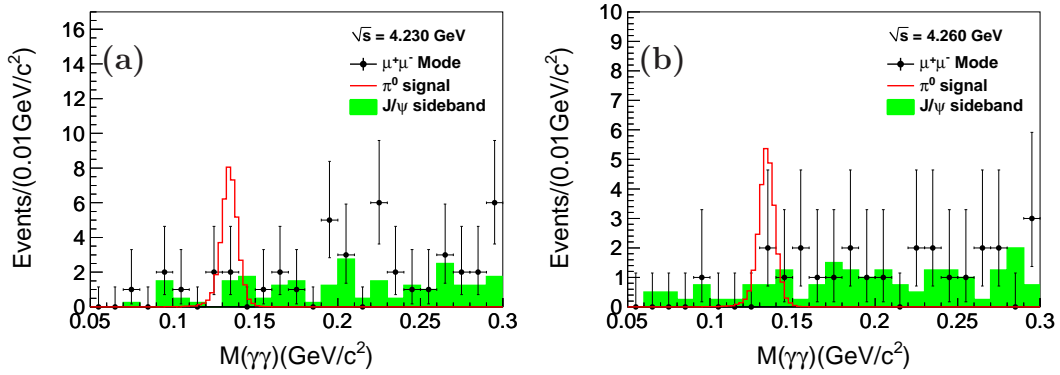 (a)
√s = 4.230 GeV
μ⁺μ⁻ Mode
π⁰ signal
J/ψ sideband
Events/(0.01GeV/c²)
0
2
4
6
8
10
12
14
16
0.05 0.1 0.15 0.2 0.25 0.3
M(γγ)(GeV/c²)
(b)
√s = 4.260 GeV
μ⁺μ⁻ Mode
π⁰ signal
J/ψ sideband
Events/(0.01GeV/c²)
0
1
2
3
4
5
6
7
8
9
10
0.05 0.1 0.15 0.2 0.25 0.3
M(γγ)(GeV/c²)